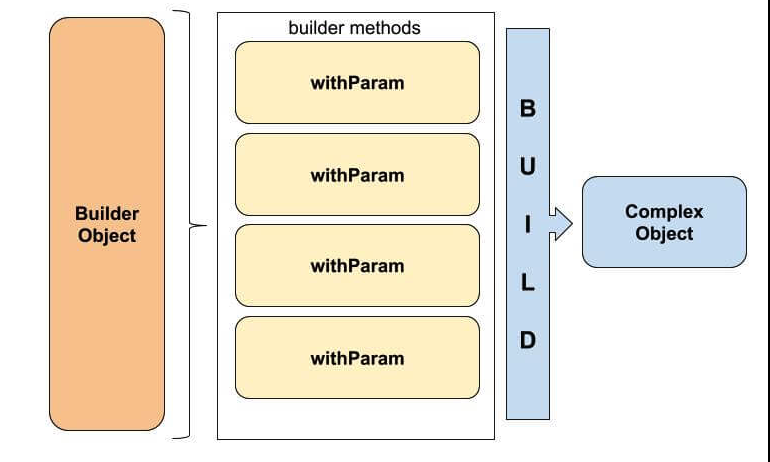 builder methods
Builder
Object
withParam
withParam
withParam
withParam
B
U
I
L
D
Complex
Object